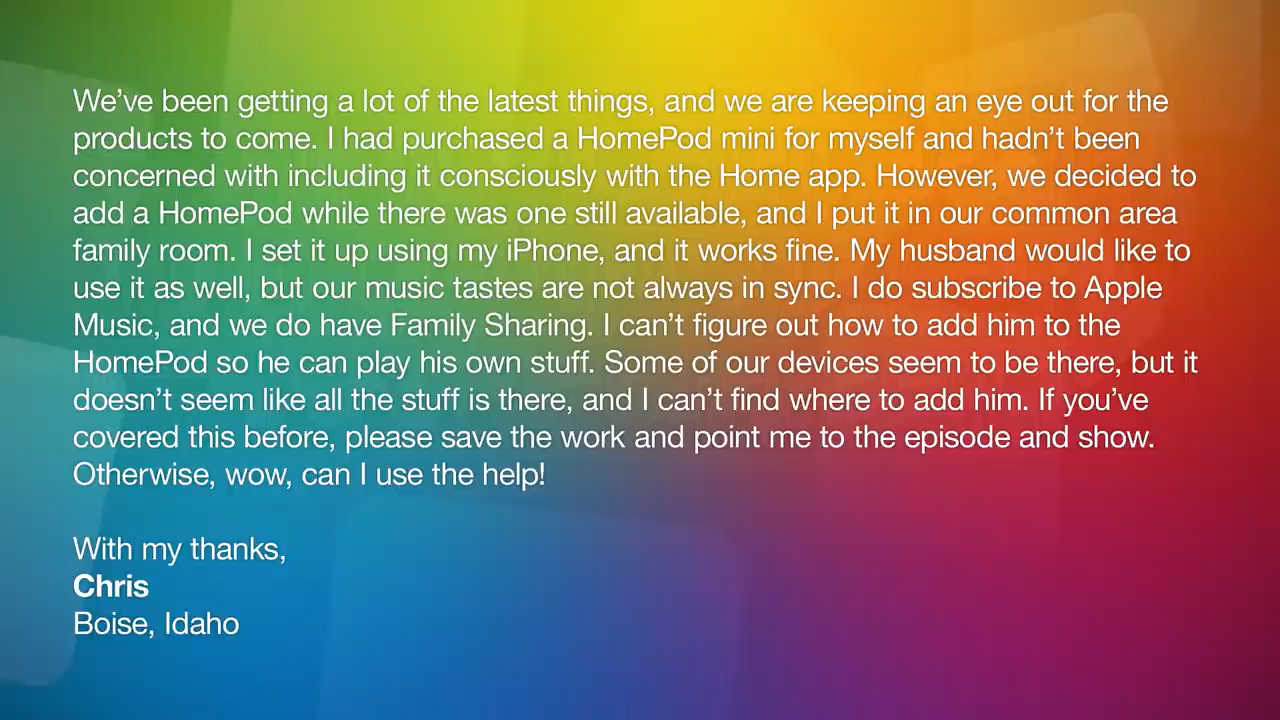 We’ve been getting a lot of the latest things, and we are keeping an eye out for the
products to come. I had purchased a HomePod mini for myself and hadn’t been
concerned with including it consciously with the Home app. However, we decided to
add a HomePod while there was one still available, and I put it in our common area
family room. I set it up using my iPhone, and it works fine. My husband would like to
use it as well, but our music tastes are not always in sync. I do subscribe to Apple
Music, and we do have Family Sharing. I can’t figure out how to add him to the
HomePod so he can play his own stuff. Some of our devices seem to be there, but it
doesn’t seem like all the stuff is there, and I can’t find where to add him. If you’ve
covered this before, please save the work and point me to the episode and show.
Otherwise, wow, can I use the help!
With my thanks,
Chris
Boise, Idaho